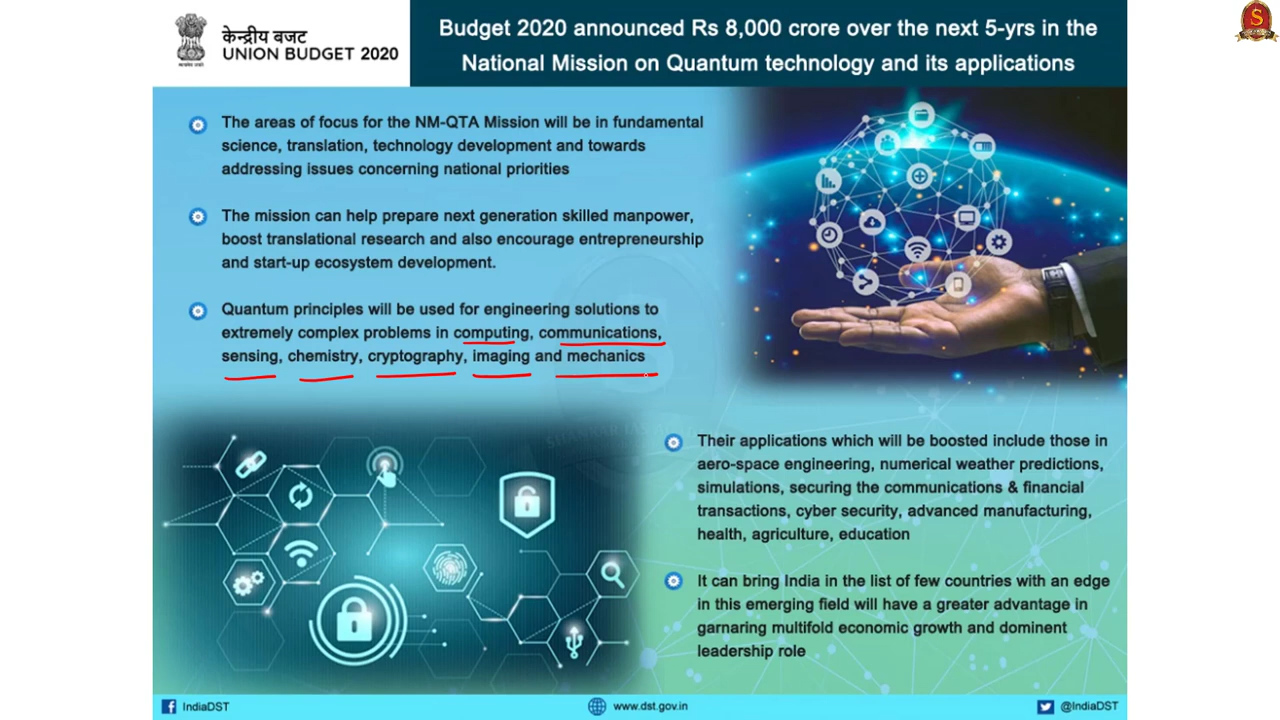 केन्द्रीय बजट
UNION BUDGET 2020
Budget 2020 announced Rs 8,000 crore over the next 5-yrs in the
National Mission on Quantum technology and its applications
The areas of focus for the NM-QTA Mission will be in fundamental
science, translation, technology development and towards
addressing issues concerning national priorities
The mission can help prepare next generation skilled manpower,
boost translational research and also encourage entrepreneurship
and start-up ecosystem development.
Quantum principles will be used for engineering solutions to
extremely complex problems in computing, communications,
sensing, chemistry, cryptography, imaging and mechanics
Their applications which will be boosted include those in
aero-space engineering, numerical weather predictions,
simulations, securing the communications & financial
transactions, cyber security, advanced manufacturing,
health, agriculture, education
It can bring India in the list of few countries with an edge
in this emerging field will have a greater advantage in
garnaring multifold economic growth and dominent
leadership role
IndiaDST
www.dst.gov.in
@IndiaDST